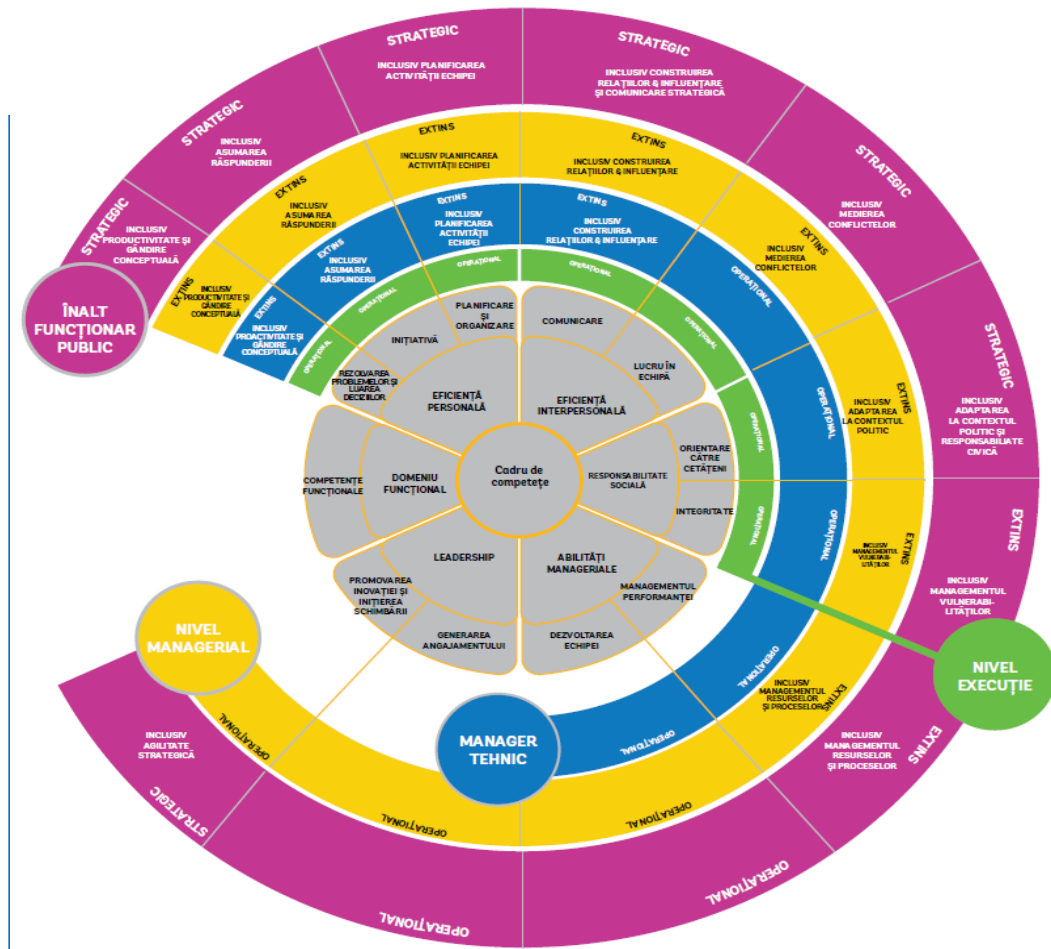 STRATEGIC
INCLUSIV PLANIFICAREA
ACTIVITĂȚII ECHIPEI
STRATEGIC
INCLUSIV CONSTRUIREA
RELAȚIILOR & INFLUENȚARE
ȘI COMUNICARE STRATEGICĂ
STRATEGIC
INCLUSIV
ASUMAREA
RĂSPUNDERII
STRATEGIC
INCLUSIV
MEDIEREA
CONFLICTELOR
STRATEGIC
INCLUSIV
PRODUCTIVITATE ȘI
GÂNDIRE
CONCEPTUALĂ
STRATEGIC
INCLUSIV
ADAPTAREA
LA CONTEXTUL
POLITIC ȘI
RESPONSABILIATE
CIVICĂ
EXTINS
INCLUSIV
MANAGEMENTUL
VULNERABI-
LITĂȚILOR
EXTINS
INCLUSIV
MANAGEMENTUL
RESURSELOR
ȘI PROCESELOR
OPERAȚIONAL
OPERAȚIONAL
STRATEGIC
INCLUSIV
AGILITATE
STRATEGICĂ
ÎNALT
FUNCȚIONAR
PUBLIC
EXTINS
INCLUSIV
PRODUCTIVITATE ȘI
GÂNDIRE
CONCEPTUALĂ
EXTINS
INCLUSIV
ASUMAREA
RĂSPUNDERII
EXTINS
INCLUSIV PLANIFICAREA
ACTIVITĂȚII ECHIPEI
EXTINS
INCLUSIV CONSTRUIREA
RELAȚIILOR & INFLUENȚARE
EXTINS
INCLUSIV
MEDIEREA
CONFLICTELOR
EXTINS
INCLUSIV
ADAPTAREA
LA CONTEXTUL
POLITIC
EXTINS
INCLUSIV
MANAGEMENTUL
VULNERABI-
LITĂȚILOR
EXTINS
INCLUSIV
MANAGEMENTUL
RESURSELOR
ȘI PROCESELOR
OPERAȚIONAL
OPERAȚIONAL
OPERAȚIONAL
NIVEL
MANAGERIAL
EXTINS
INCLUSIV
PROACTIVITATE ȘI
GÂNDIRE
CONCEPTUALĂ
EXTINS
INCLUSIV
ASUMAREA
RĂSPUNDERII
EXTINS
INCLUSIV
PLANIFICAREA
ACTIVITĂȚII
ECHIPEI
EXTINS
INCLUSIV
CONSTRUIREA
RELAȚIILOR & INFLUENȚARE
OPERAȚIONAL
OPERAȚIONAL
OPERAȚIONAL
OPERAȚIONAL
OPERAȚIONAL
MANAGER
TEHNIC
OPERAȚIONAL
OPERAȚIONAL
OPERAȚIONAL
OPERAȚIONAL
OPERAȚIONAL
OPERAȚIONAL
OPERAȚIONAL
NIVEL
EXECUȚIE
REZOLVAREA
PROBLEMELOR ȘI
LUAREA
DECIZIILOR
INIȚIATIVĂ
PLANIFICARE
ȘI
ORGANIZARE
COMUNICARE
LUCRU ÎN
ECHIPĂ
ORIENTARE
CĂTRE
CETĂȚENI
INTEGRITATE
MANAGEMENTUL
PERFORMANȚEI
DEZVOLTAREA
ECHIPEI
GENERAREA
ANGAJAMENTULUI
PROMOVAREA
INOVAȚIEI ȘI
INIȚIEREA
SCHIMBĂRII
COMPETENȚE
FUNCȚIONALE
EFICIENȚĂ
PERSONALĂ
EFICIENȚĂ
INTERPERSONALĂ
RESPONSABILITATE
SOCIALĂ
ABILITĂȚI
MANAGERIALE
LEADERSHIP
DOMENIU
FUNCȚIONAL
Cadru de
competețe